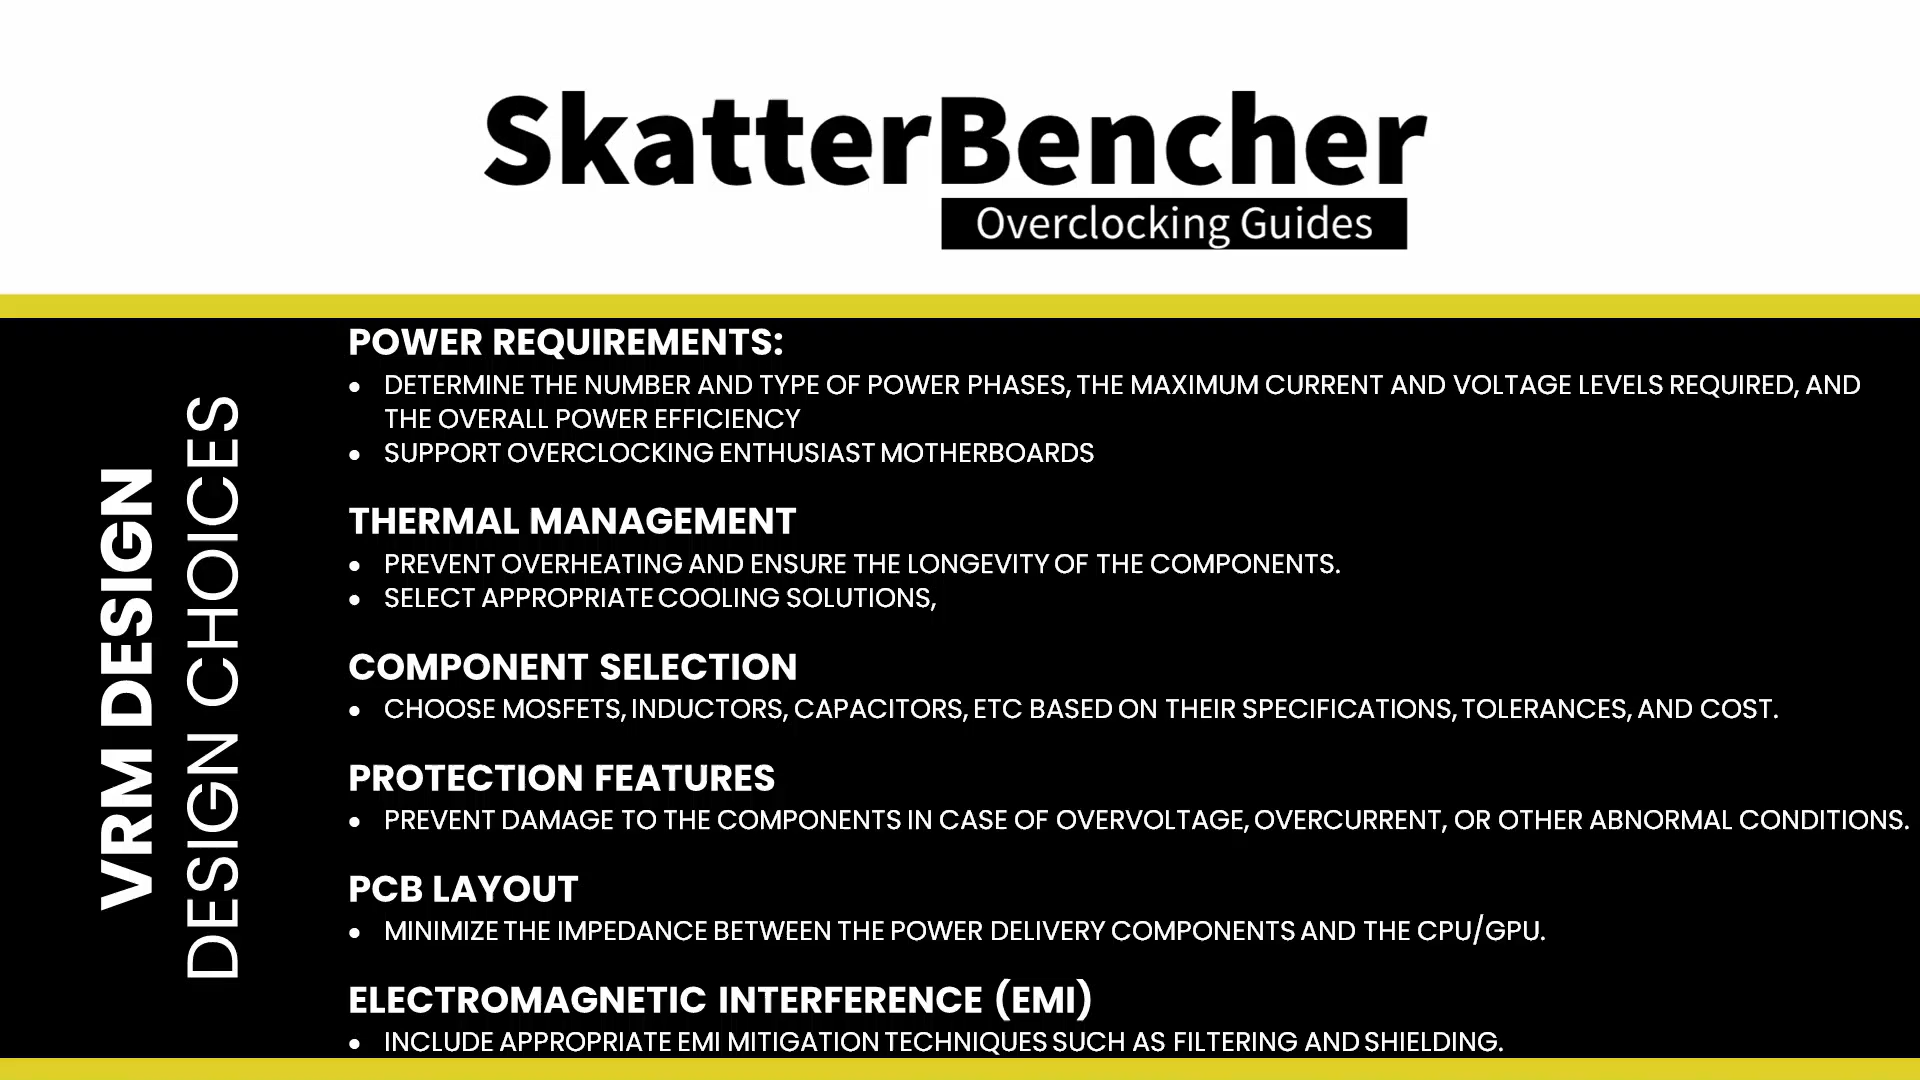 SkatterBencher
Overclocking Guides
VRM DESIGN
DESIGN CHOICES
POWER REQUIREMENTS:
• DETERMINE THE NUMBER AND TYPE OF POWER PHASES, THE MAXIMUM CURRENT AND VOLTAGE LEVELS REQUIRED, AND
THE OVERALL POWER EFFICIENCY
• SUPPORT OVERCLOCKING ENTHUSIAST MOTHERBOARDS
THERMAL MANAGEMENT
• PREVENT OVERHEATING AND ENSURE THE LONGEVITY OF THE COMPONENTS.
• SELECT APPROPRIATE COOLING SOLUTIONS,
COMPONENT SELECTION
• CHOOSE MOSFETS, INDUCTORS, CAPACITORS, ETC BASED ON THEIR SPECIFICATIONS, TOLERANCES, AND COST.
PROTECTION FEATURES
• PREVENT DAMAGE TO THE COMPONENTS IN CASE OF OVERVOLTAGE, OVERCURRENT, OR OTHER ABNORMAL CONDITIONS.
PCB LAYOUT
• MINIMIZE THE IMPEDANCE BETWEEN THE POWER DELIVERY COMPONENTS AND THE CPU/GPU.
ELECTROMAGNETIC INTERFERENCE (EMI)
• INCLUDE APPROPRIATE EMI MITIGATION TECHNIQUES SUCH AS FILTERING AND SHIELDING.